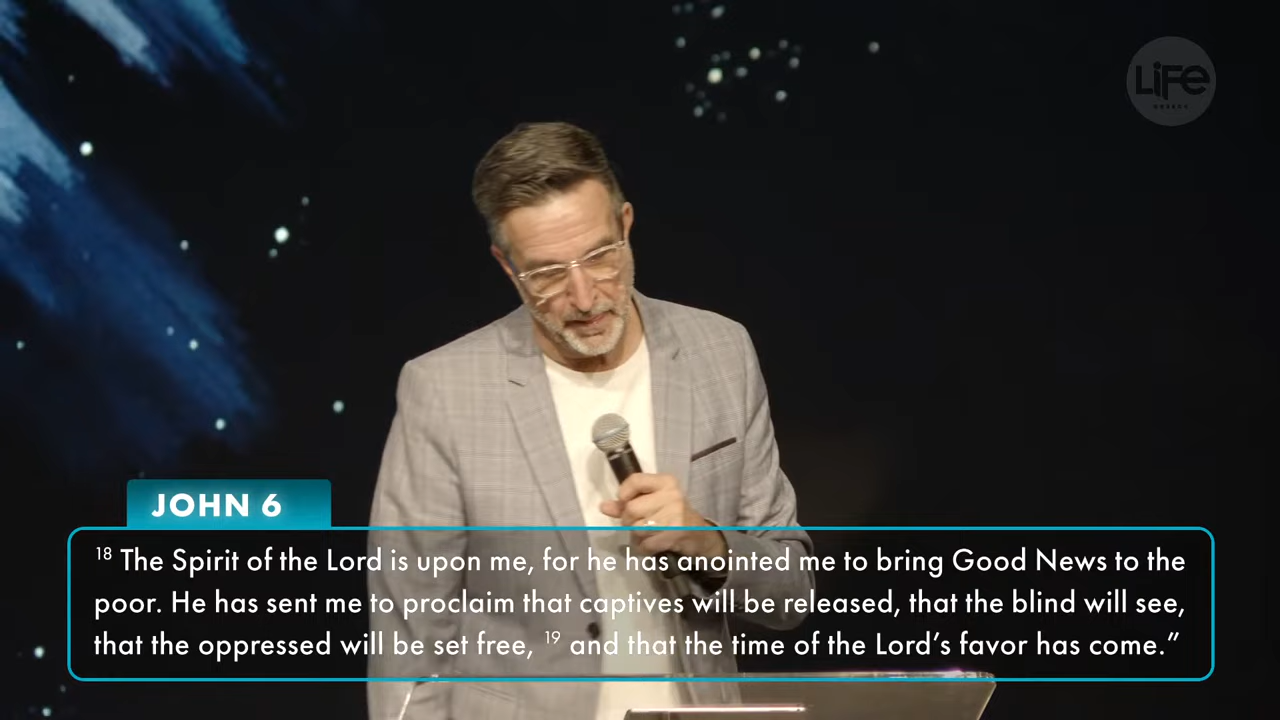 LiFe
JOHN 6
18 The Spirit of the Lord is upon me, for he has anointed me to bring Good News to the
poor. He has sent me to proclaim that captives will be released, that the blind will see,
that the oppressed will be set free, 19 and that the time of the Lord’s favor has come.”